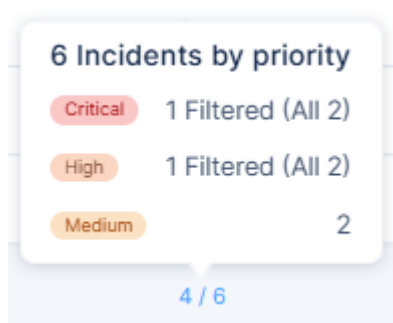 6 Incidents by priority
Critical 1 Filtered (All 2)
High 1 Filtered (All 2)
Medium 2
4 / 6